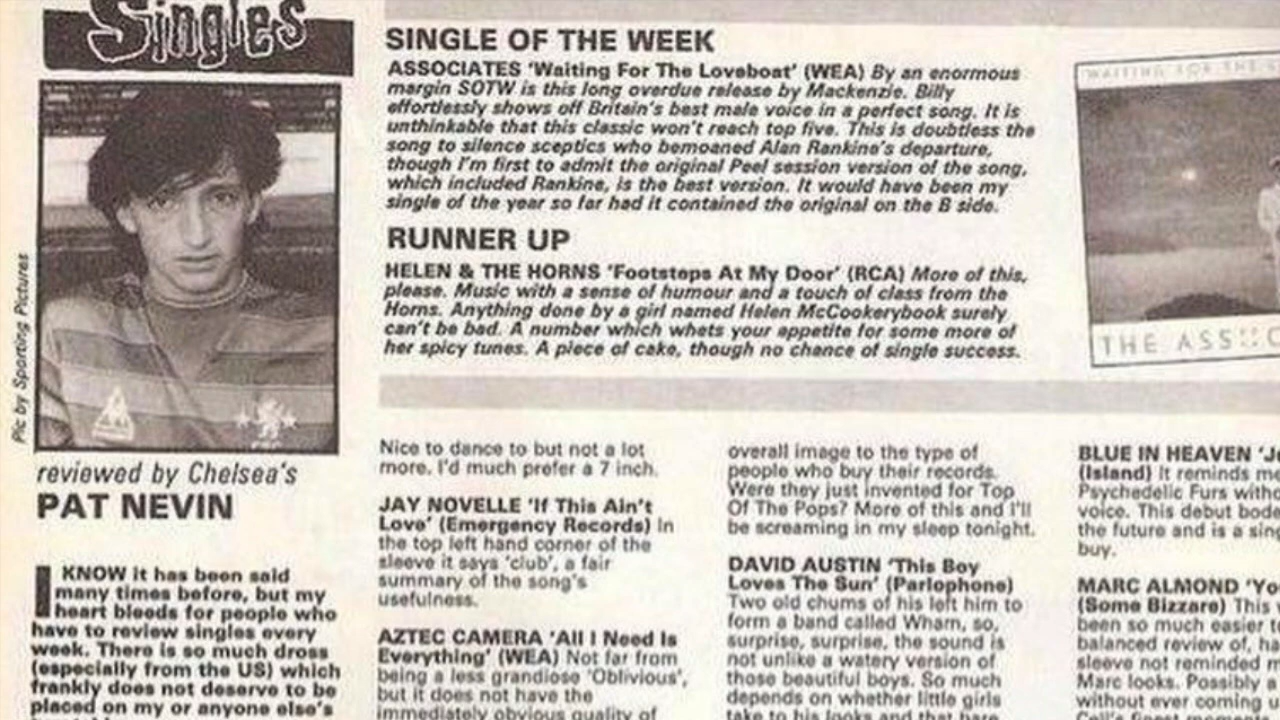 Singles
Pic by Sporting Pictures
reviewed by Chelsea's
PAT NEVIN
I KNOW it has been said
many times before, but my
heart bleeds for people who
have to review singles every
week. There is so much dross
(especially from the US) which
frankly does not deserve to be
placed on my or anyone else's
SINGLE OF THE WEEK
ASSOCIATES 'Waiting For The Loveboat' (WEA) By an enormous
margin SOTW is this long overdue release by Mackenzie. Billy
effortlessly shows off Britain's best male voice in a perfect song. It is
unthinkable that this classic won't reach top five. This is doubtless the
song to silence sceptics who bemoaned Alan Rankine's departure,
though I'm first to admit the original Peel session version of the song,
which included Rankine, is the best version. It would have been my
single of the year so far had it contained the original on the B side.
RUNNER UP
HELEN & THE HORNS 'Footsteps At My Door' (RCA) More of this,
please. Music with a sense of humour and a touch of class from the
Horns. Anything done by a girl named Helen McCookerybook surely
can't be bad. A number which whets your appetite for some more of
her spicy tunes. A piece of cake, though no chance of single success.
WAITING FOR THE
THE ASS::C
Nice to dance to but not a lot
more. I'd much prefer a 7 inch.
JAY NOVELLE 'If This Ain't
Love' (Emergency Records) In
the top left hand corner of the
sleeve it says 'club', a fair
summary of the song's
usefulness.
AZTEC CAMERA 'All I Need Is
Everything' (WEA) Not far from
being a less grandiose 'Oblivious',
but it does not have the
immediately obvious quality of
overall image to the type of
people who buy their records.
Were they just invented for Top
Of The Pops? More of this and I'll
be screaming in my sleep tonight.
DAVID AUSTIN 'This Boy
Loves The Sun' (Parlophone)
Two old chums of his left him to
form a band called Wham, so,
surprise, surprise, the sound is
not unlike a watery version of
those beautiful boys. So much
depends on whether little girls
take to his looks and that bare
BLUE IN HEAVEN 'Ju
(Island) It reminds me
Psychedelic Furs witho
voice. This debut bode
the future and is a sing
buy.
MARC ALMOND 'Yo
(Some Bizzare) This
been so much easier to
balanced review of, ha
sleeve not reminded m
Marc looks. Possibly a
without ever coming u